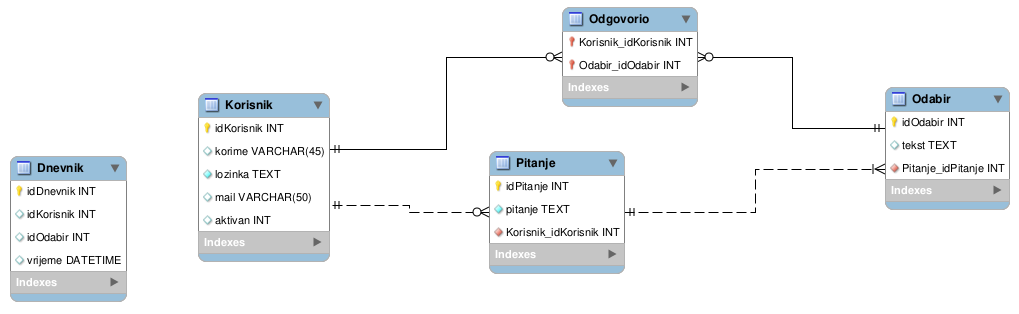 Odgovorio
Korisnik_idKorisnik INT
Odabir_idOdabir INT
Indexes
Odabir
idOdabir INT
tekst TEXT
Pitanje_idPitanje INT
Indexes
Korisnik
idKorisnik INT
korime VARCHAR(45)
lozinka TEXT
mail VARCHAR(50)
aktivan INT
Indexes
Pitanje
idPitanje INT
pitanje TEXT
Korisnik_idKorisnik INT
Indexes
Dnevnik
idDnevnik INT
idKorisnik INT
idOdabir INT
vrijeme DATETIME
Indexes